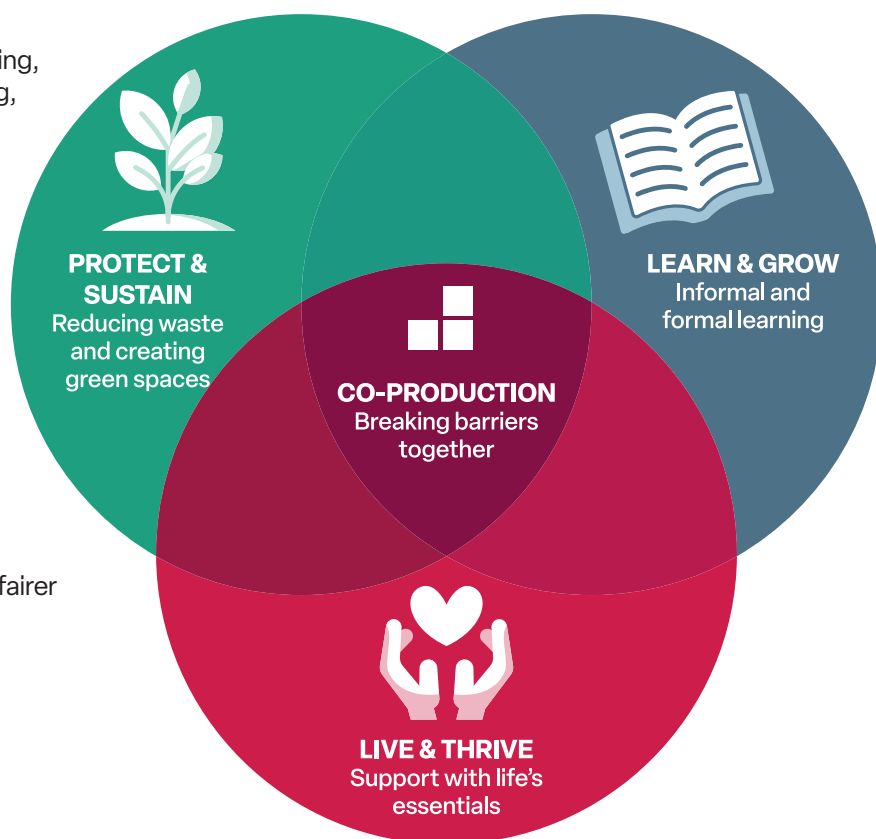 ing,
g,
PROTECT &
SUSTAIN
Reducing waste
and creating
green spaces
LEARN & GROW
Informal and
formal learning
CO-PRODUCTION
Breaking barriers
together
fairer
LIVE & THRIVE
Support with life's
essentials